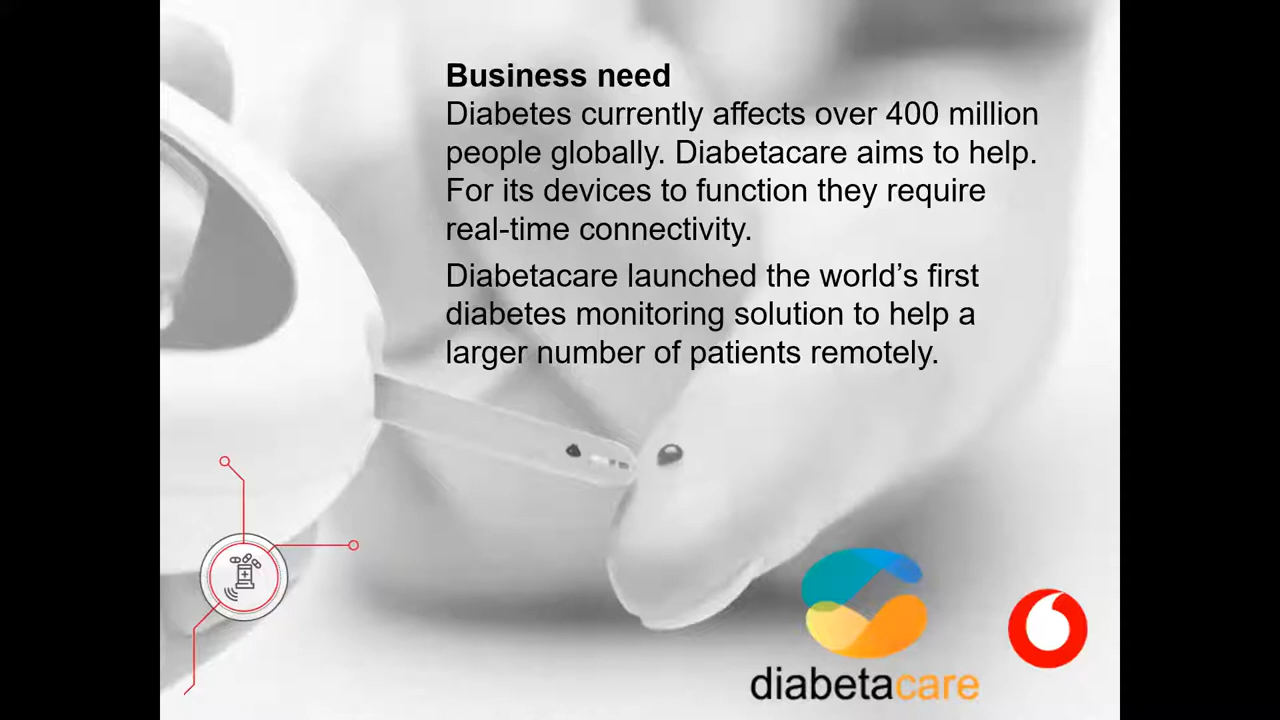 Business need
Diabetes currently affects over 400 million
people globally. Diabetacare aims to help.
For its devices to function they require
real-time connectivity.
Diabetacare launched the world’s first
diabetes monitoring solution to help a
larger number of patients remotely.
diabetacare